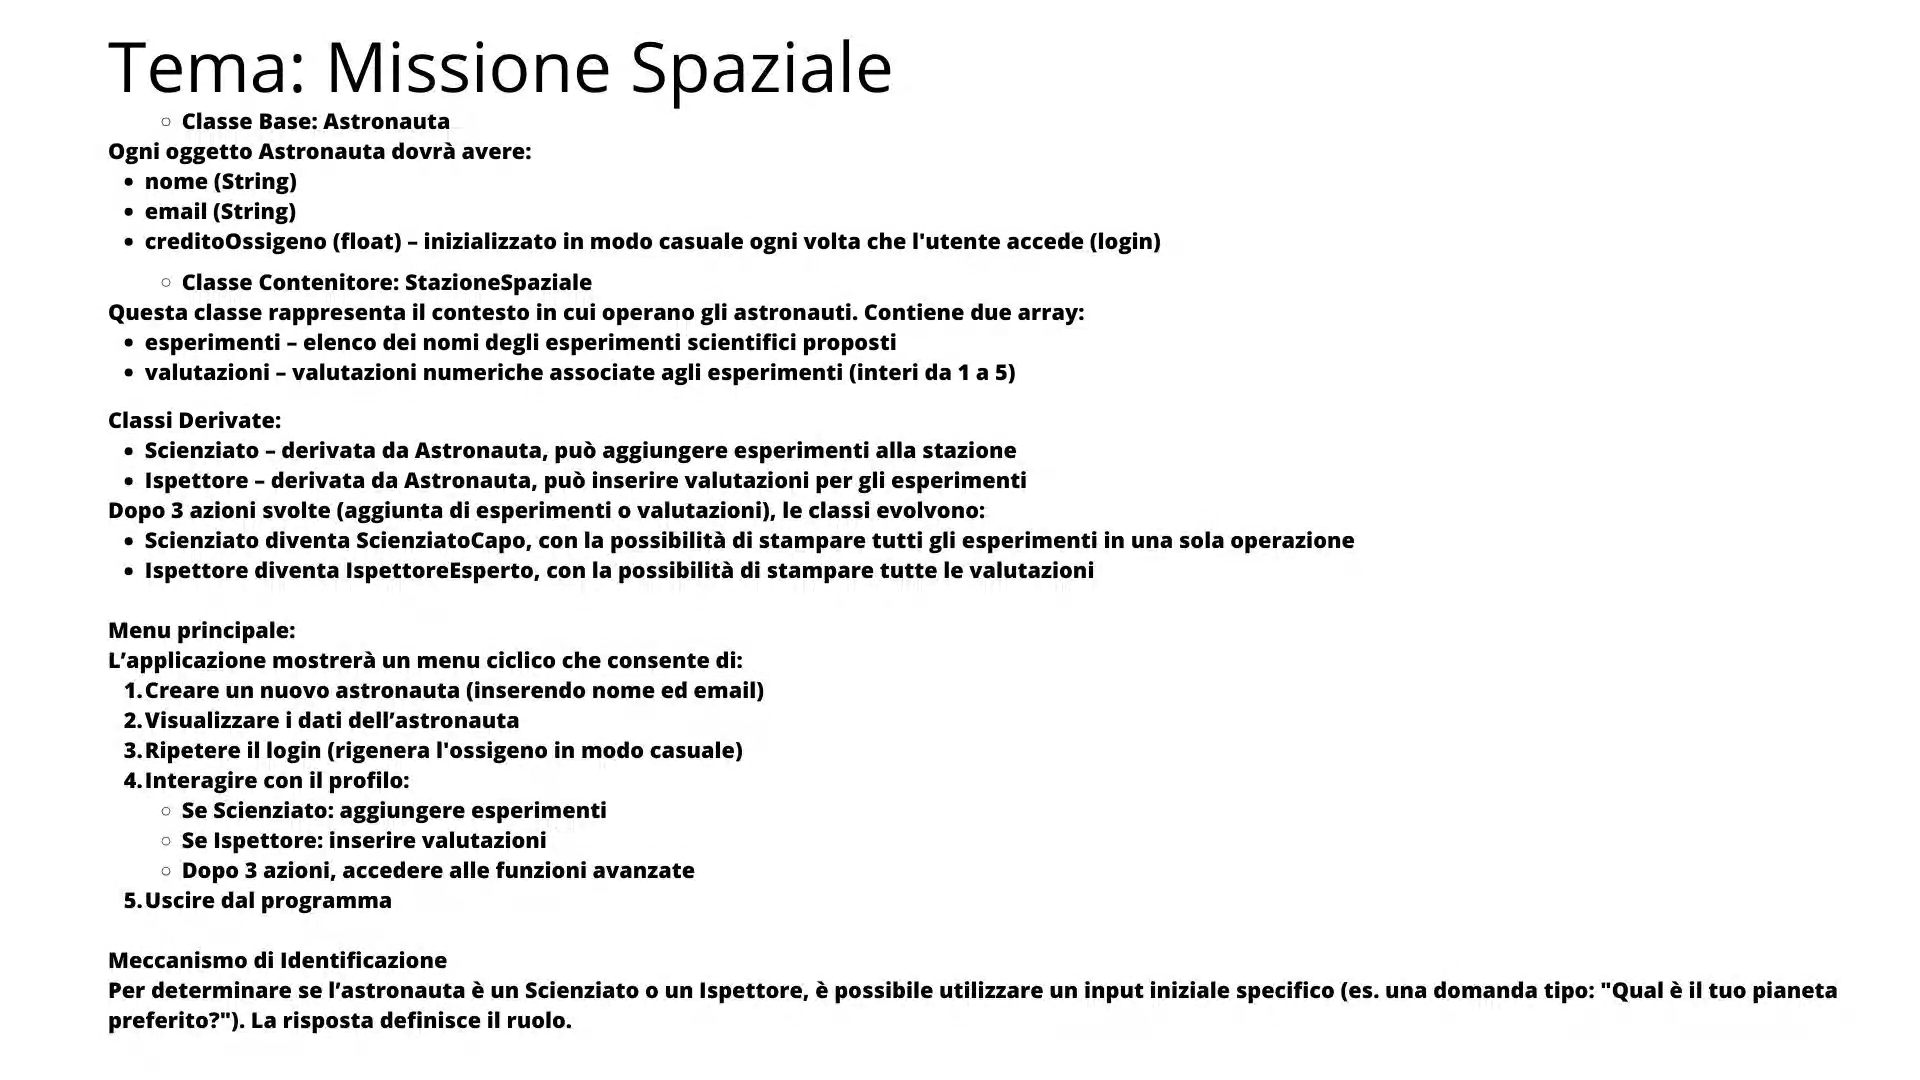 Tema: Missione Spaziale
Classe Base: Astronauta
Ogni oggetto Astronauta dovrà avere:
nome (String)
email (String)
creditoOssigeno (float) – inizializzato in modo casuale ogni volta che l'utente accede (login)
Classe Contenitore: StazioneSpaziale
Questa classe rappresenta il contesto in cui operano gli astronauti. Contiene due array:
esperimenti – elenco dei nomi degli esperimenti scientifici proposti
valutazioni – valutazioni numeriche associate agli esperimenti (interi da 1 a 5)
Classi Derivate:
Scienziato – derivata da Astronauta, può aggiungere esperimenti alla stazione
Ispettore – derivata da Astronauta, può inserire valutazioni per gli esperimenti
Dopo 3 azioni svolte (aggiunta di esperimenti o valutazioni), le classi evolvono:
Scienziato diventa ScienziatoCapo, con la possibilità di stampare tutti gli esperimenti in una sola operazione
Ispettore diventa IspettoreEsperto, con la possibilità di stampare tutte le valutazioni
Menu principale:
L’applicazione mostrerà un menu ciclico che consente di:
1. Creare un nuovo astronauta (inserendo nome ed email)
2. Visualizzare i dati dell’astronauta
3. Ripetere il login (rigenera l'ossigeno in modo casuale)
4. Interagire con il profilo:
Se Scienziato: aggiungere esperimenti
Se Ispettore: inserire valutazioni
Dopo 3 azioni, accedere alle funzioni avanzate
5. Uscire dal programma
Meccanismo di Identificazione
Per determinare se l’astronauta è un Scienziato o un Ispettore, è possibile utilizzare un input iniziale specifico (es. una domanda tipo: "Qual è il tuo pianeta
preferito?"). La risposta definisce il ruolo.